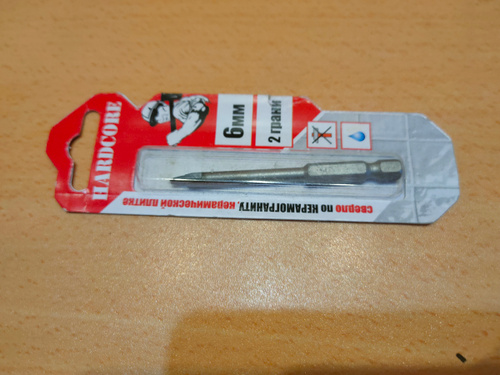 HARDCORE
6мм
2 грани
сверло по КЕРАМОГРАНИТУ, керамической плитке